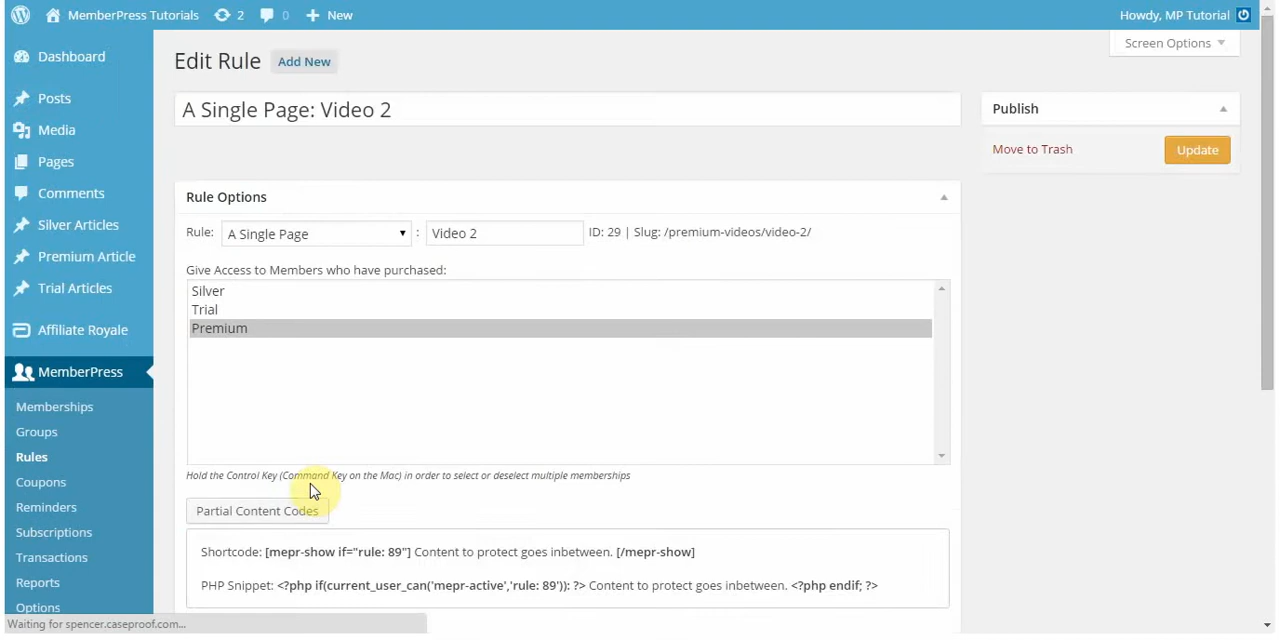 MemberPress Tutorials 2 0 New Howdy, MP Tutorial
Screen Options
Dashboard
Posts
Media
Pages
Comments
Silver Articles
Premium Article
Trial Articles
Affiliate Royale
MemberPress
Memberships
Groups
Rules
Coupons
Reminders
Subscriptions
Transactions
Reports
Options
Edit Rule Add New
A Single Page: Video 2
Rule Options
Rule: A Single Page : Video 2 ID: 29 | Slug: /premium-videos/video-2/
Give Access to Members who have purchased:
Silver
Trial
Premium
Hold the Control Key (Command Key on the Mac) in order to select or deselect multiple memberships
Partial Content Codes
Shortcode: [mepr-show if="rule: 89"] Content to protect goes inbetween. [/mepr-show]
PHP Snippet: <?php if(current_user_can('mepr-active','rule: 89')): ?> Content to protect goes inbetween. <?php endif; ?>
Publish
Move to Trash Update
Waiting for spencer.caseproof.com...